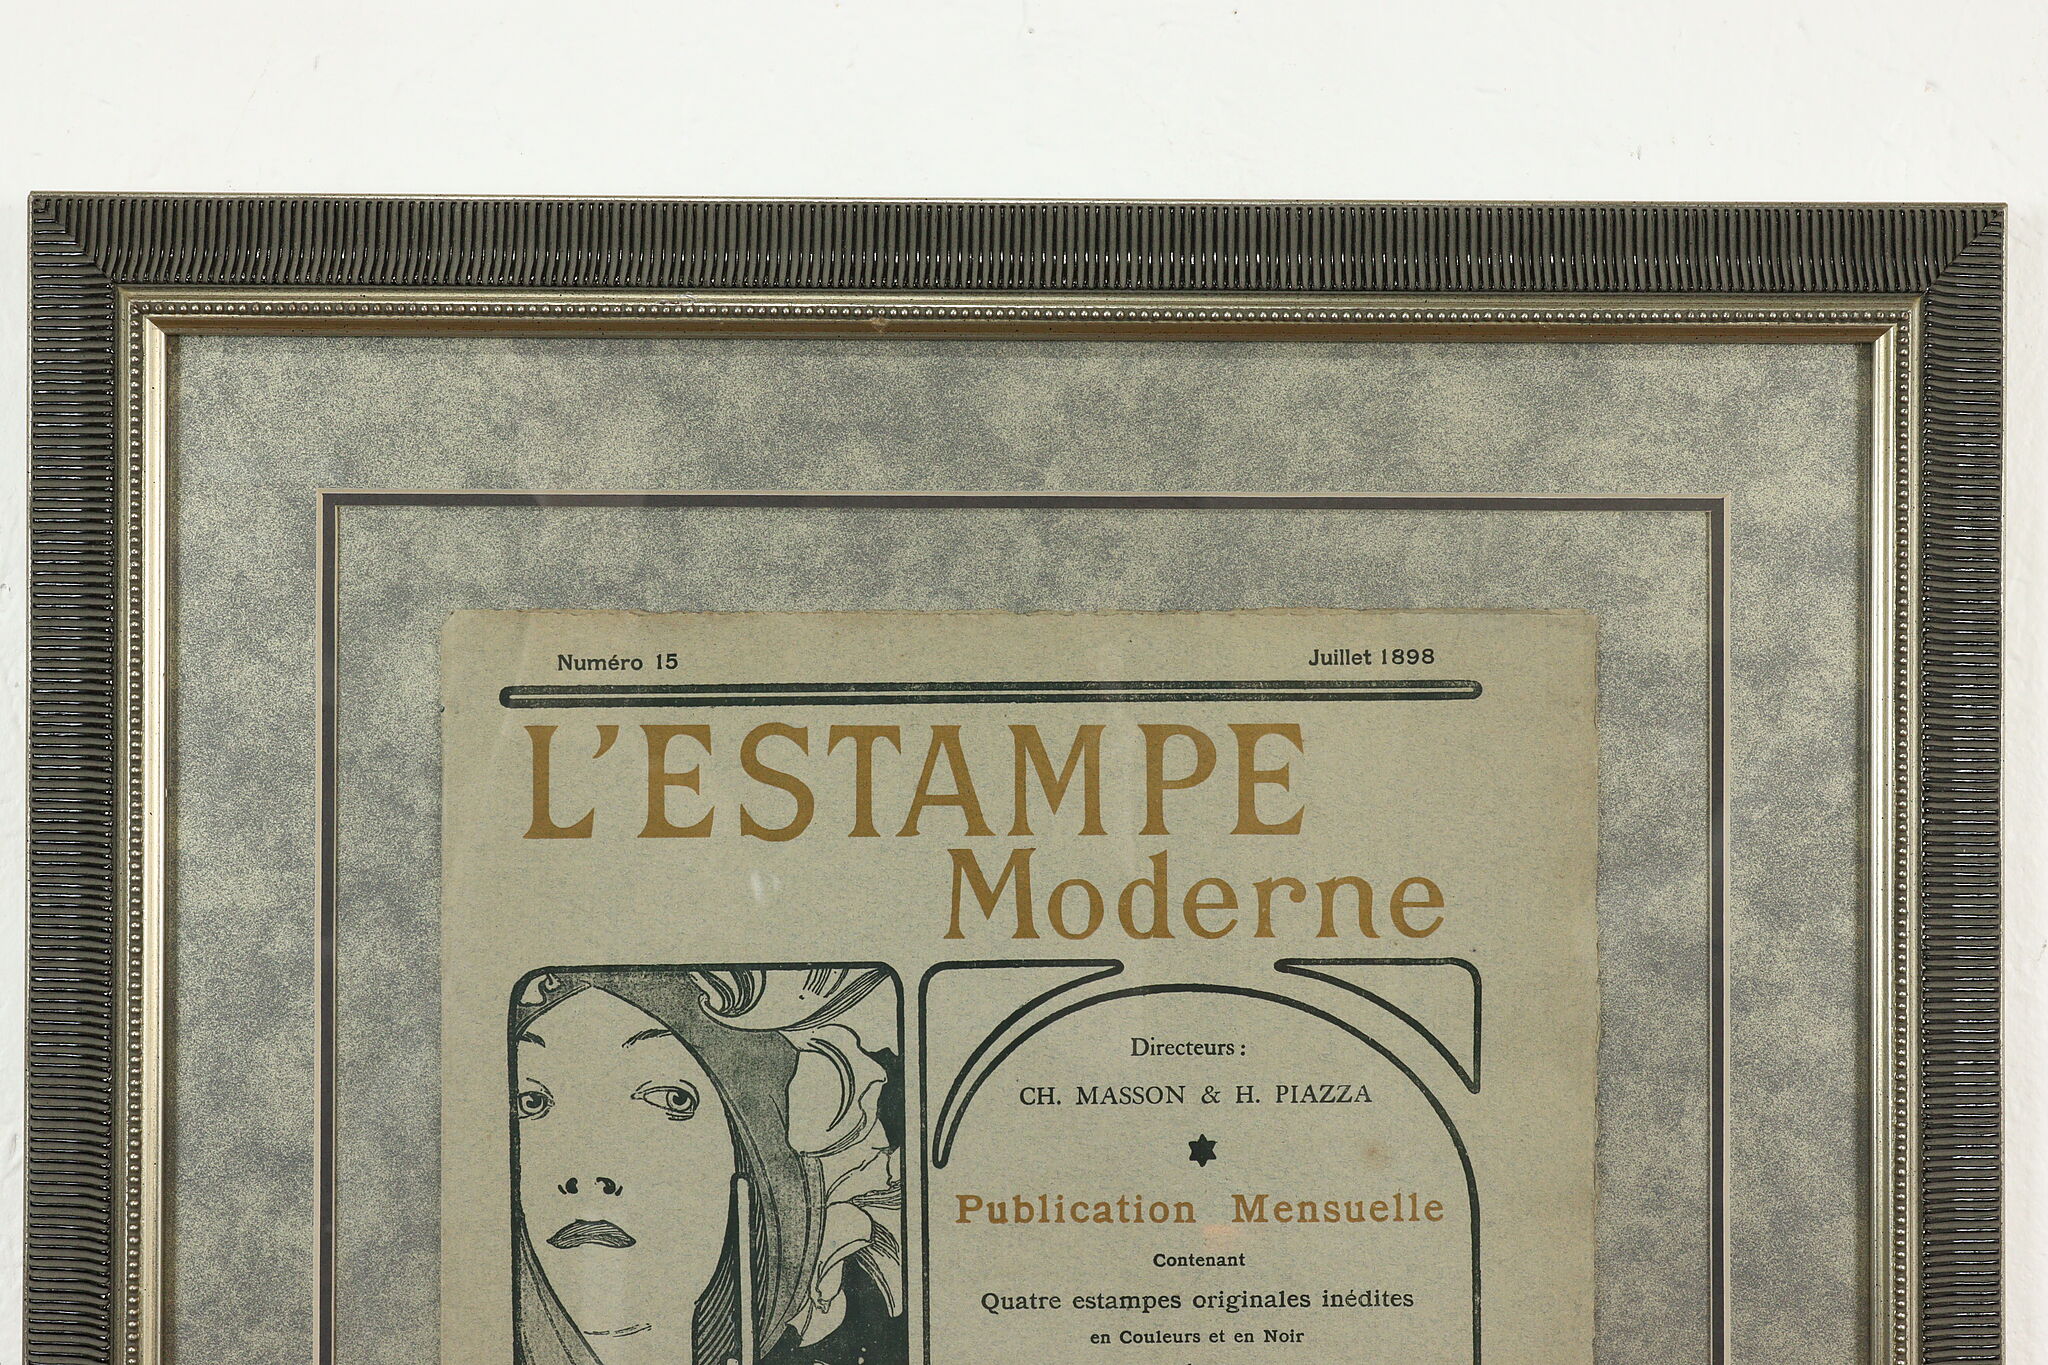 Numéro 15
Juillet 1898
L'ESTAMPE
Moderne
Directeurs :
CH. MASSON & H. PIAZZA
Publication Mensuelle
Contenant
Quatre estampes originales inédites
en Couleurs et en Noir